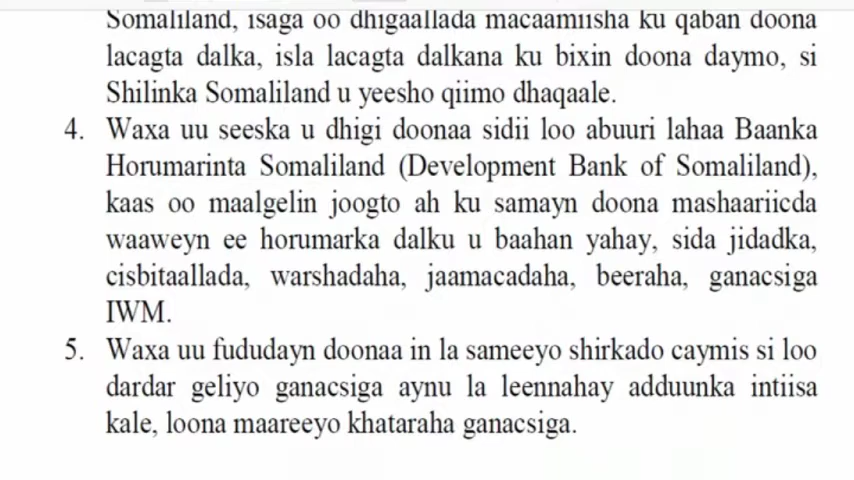 Somaliland, isaga oo dhigaallada macaamiisha ku qaban doona
lacagta dalka, isla lacagta dalkana ku bixin doona daymo, si
Shilinka Somaliland u yeesho qiimo dhaqaale.
4. Waxa uu seeska u dhigi doonaa sidii loo abuuri lahaa Baanka
Horumarinta Somaliland (Development Bank of Somaliland),
kaas oo maalgelin joogto ah ku samayn doona mashaariicda
waaweyn ee horumarka dalku u baahan yahay, sida jidadka,
cisbitaallada, warshadaha, jaamacadaha, beeraha, ganacsiga
IWM.
5. Waxa uu fududayn doonaa in la sameeyo shirkado caymis si loo
dardar geliyo ganacsiga aynu la leennahay adduunka intiisa
kale, loona maareeyo khataraha ganacsiga.